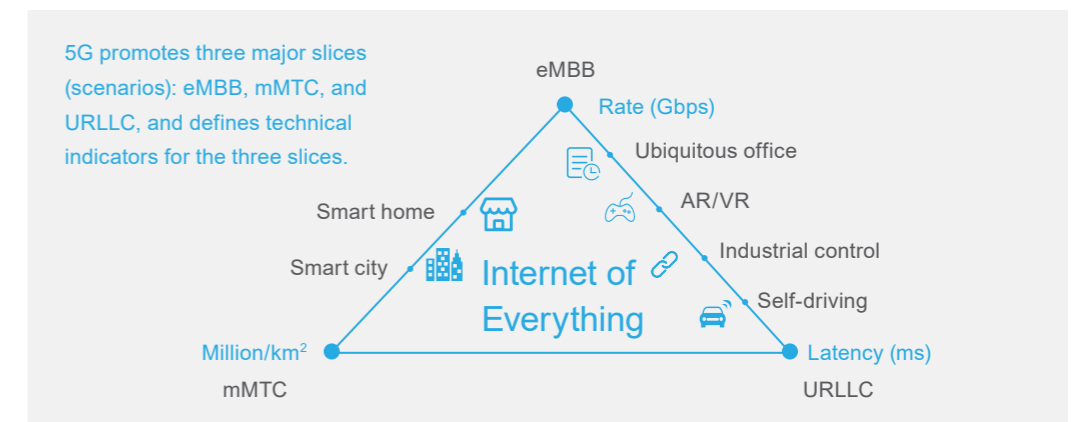 5G promotes three major slices
(scenarios): eMBB, mMTC, and
URLLC, and defines technical
indicators for the three slices.
eMBB
Rate (Gbps)
Ubiquitous office
AR/VR
Smart home
Industrial control
Smart city
Internet of
Everything
Self-driving
Million/km²
Latency (ms)
mMTC
URLLC